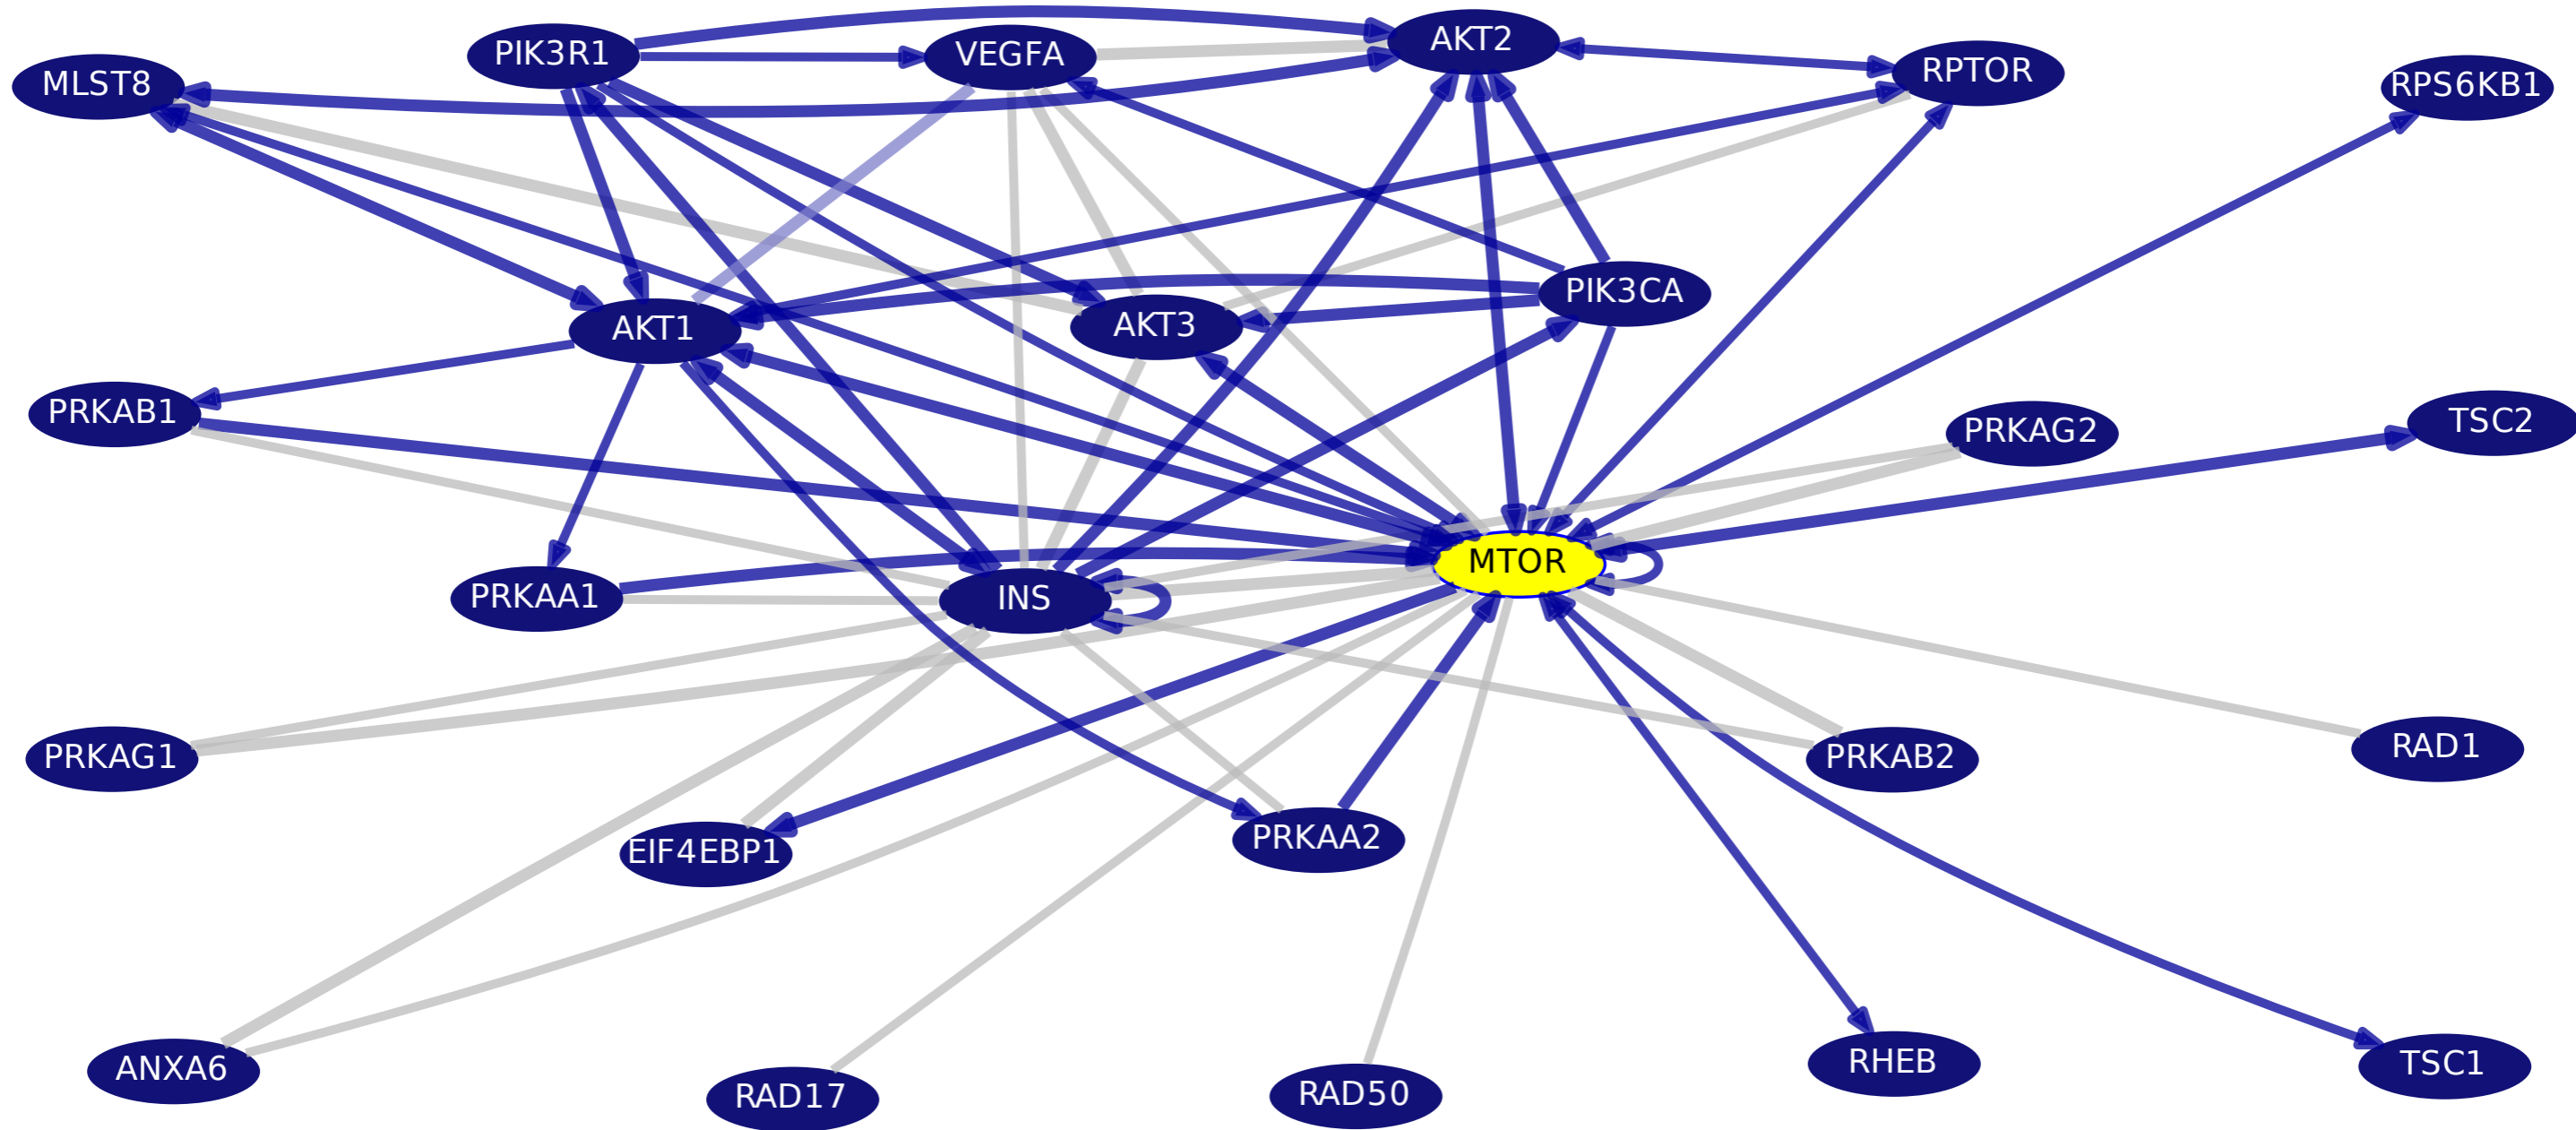 MLST8
PIK3R1
VEGFA
AKT2
RPTOR
RPS6KB1
AKT1
AKT3
PIK3CA
PRKAB1
PRKAG2
TSC2
PRKAA1
INS
MTOR
PRKAG1
EIF4EBP1
PRKAA2
PRKAB2
RAD1
ANXA6
RAD17
RAD50
RHEB
TSC1